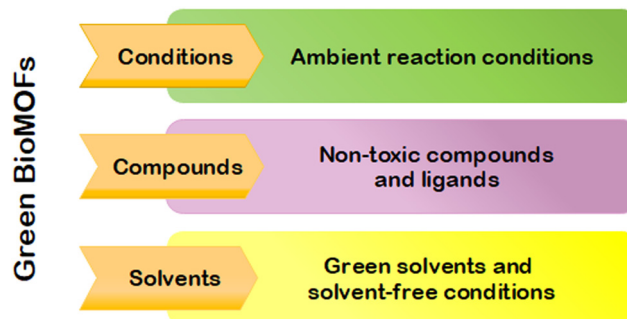 Green BioMOFs
Conditions
Ambient reaction conditions
Compounds
Non-toxic compounds
and ligands
Solvents
Green solvents and
solvent-free conditions